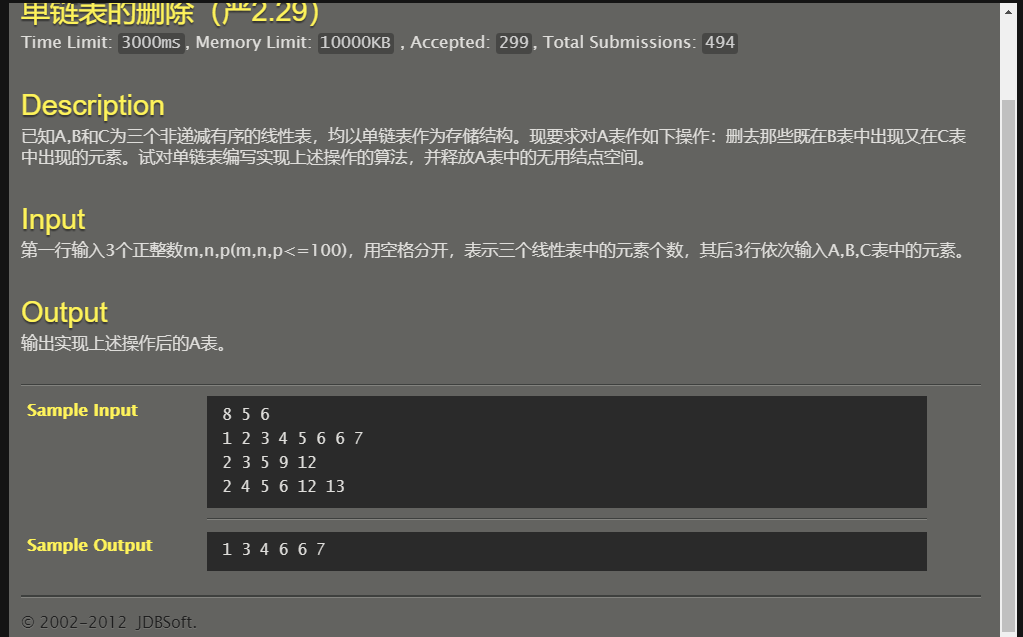 单链表的删除（严2.29）
Time Limit: 3000ms, Memory Limit: 10000KB , Accepted: 299, Total Submissions: 494
Description
已知A,B和C为三个非递减有序的线性表，均以单链表作为存储结构。现要求对A表作如下操作：删去那些既在B表中出现又在C表
中出现的元素。试对单链表编写实现上述操作的算法，并释放A表中的无用结点空间。
Input
第一行输入3个正整数m,n,p(m,n,p<=100)，用空格分开，表示三个线性表中的元素个数，其后3行依次输入A,B,C表中的元素。
Output
输出实现上述操作后的A表。
Sample Input
8 5 6
1 2 3 4 5 6 6 7
2 3 5 9 12
2 4 5 6 12 13
Sample Output
1 3 4 6 6 7
© 2002-2012 JDBSoft.